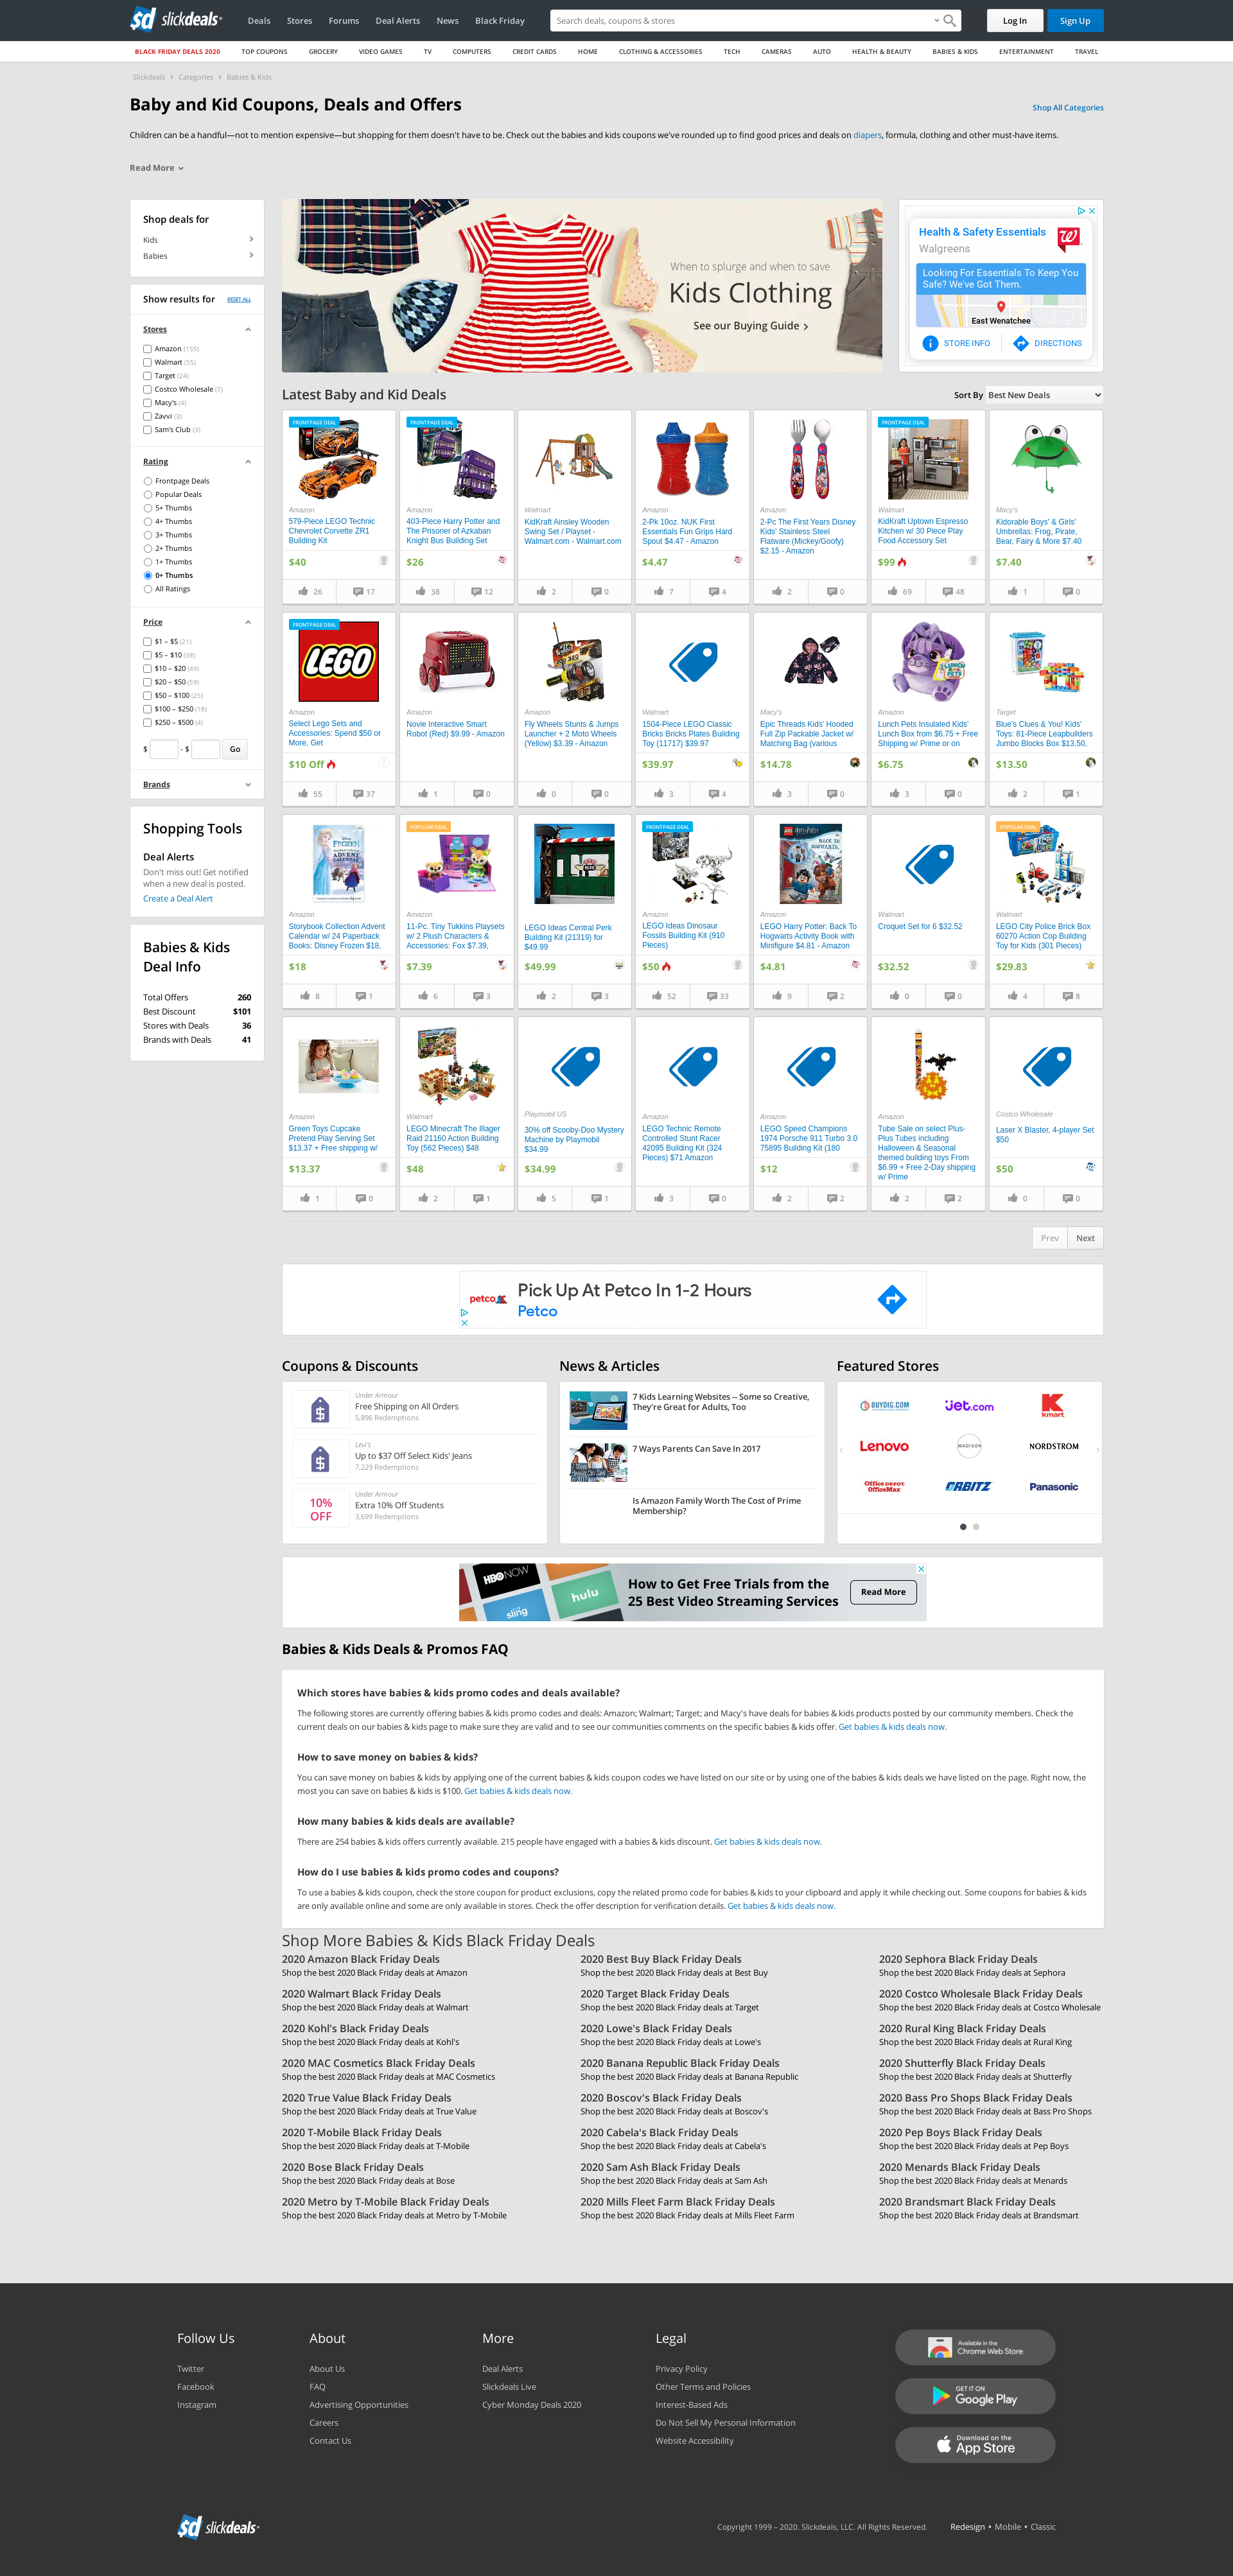 slickdeals
Deals
Stores
Forums
Deal Alerts
News
Black Friday
Search deals, coupons & stores
Log In
Sign Up
BLACK FRIDAY DEALS 2020
TOP COUPONS
GROCERY
VIDEO GAMES
TV
COMPUTERS
CREDIT CARDS
HOME
CLOTHING & ACCESSORIES
TECH
CAMERAS
AUTO
HEALTH & BEAUTY
BABIES & KIDS
ENTERTAINMENT
TRAVEL
Slickdeals > Categories > Babies & Kids
Baby and Kid Coupons, Deals and Offers
Shop All Categories
Children can be a handful—not to mention expensive—but shopping for them doesn't have to be. Check out the babies and kids coupons we've rounded up to find good prices and deals on diapers, formula, clothing and other must-have items.
Read More
Shop deals for
Kids
Babies
Show results for
RESET ALL
Stores
Amazon (155)
Walmart (55)
Target (24)
Costco Wholesale (7)
Macy's (4)
Zavvi (3)
Sam's Club (3)
Rating
Frontpage Deals
Popular Deals
5+ Thumbs
4+ Thumbs
3+ Thumbs
2+ Thumbs
1+ Thumbs
0+ Thumbs
All Ratings
Price
$1 – $5 (21)
$5 – $10 (38)
$10 – $20 (49)
$20 – $50 (59)
$50 – $100 (25)
$100 – $250 (18)
$250 – $500 (4)
$ - $ Go
Brands
Shopping Tools
Deal Alerts
Don't miss out! Get notified
when a new deal is posted.
Create a Deal Alert
Babies & Kids
Deal Info
Total Offers 260
Best Discount $101
Stores with Deals 36
Brands with Deals 41
When to splurge and when to save.
Kids Clothing
See our Buying Guide >
Health & Safety Essentials
Walgreens
Looking For Essentials To Keep You
Safe? We've Got Them.
East Wenatchee
STORE INFO
DIRECTIONS
Latest Baby and Kid Deals
Sort By Best New Deals
FRONTPAGE DEAL
Amazon
579-Piece LEGO Technic
Chevrolet Corvette ZR1
Building Kit
$40
26 17
FRONTPAGE DEAL
Amazon
403-Piece Harry Potter and
The Prisoner of Azkaban
Knight Bus Building Set
$26
38 12
Walmart
KidKraft Ainsley Wooden
Swing Set / Playset -
Walmart.com - Walmart.com
2 0
Amazon
2-Pk 10oz. NUK First
Essentials Fun Grips Hard
Spout $4.47 - Amazon
$4.47
7 4
Amazon
2-Pc The First Years Disney
Kids' Stainless Steel
Flatware (Mickey/Goofy)
$2.15 - Amazon
2 0
FRONTPAGE DEAL
Walmart
KidKraft Uptown Espresso
Kitchen w/ 30 Piece Play
Food Accessory Set
$99
69 48
Macy's
Kidorable Boys' & Girls'
Umbrellas: Frog, Pirate,
Bear, Fairy & More $7.40
$7.40
1 0
FRONTPAGE DEAL
LEGO
Amazon
Select Lego Sets and
Accessories: Spend $50 or
More, Get
$10 Off
55 37
Amazon
Novie Interactive Smart
Robot (Red) $9.99 - Amazon
1 0
Amazon
Fly Wheels Stunts & Jumps
Launcher + 2 Moto Wheels
(Yellow) $3.39 - Amazon
0 0
Walmart
1504-Piece LEGO Classic
Bricks Bricks Plates Building
Toy (11717) $39.97
$39.97
3 4
Macy's
Epic Threads Kids' Hooded
Full Zip Packable Jacket w/
Matching Bag (various
$14.78
3 0
Amazon
Lunch Pets Insulated Kids'
Lunch Box from $6.75 + Free
Shipping w/ Prime or on
$6.75
3 0
Target
Blue's Clues & You! Kids'
Toys: 81-Piece Leapbuilders
Jumbo Blocks Box $13.50,
$13.50
2 1
FROZEN
ADVENT
CALENDAR
Amazon
Storybook Collection Advent
Calendar w/ 24 Paperback
Books: Disney Frozen $18,
$18
8 1
POPULAR DEAL
Amazon
11-Pc. Tiny Tukkins Playsets
w/ 2 Plush Characters &
Accessories: Fox $7.39,
$7.39
6 3
LEGO Ideas Central Perk
Building Kit (21319) for
$49.99
$49.99
2 3
FRONTPAGE DEAL
Amazon
LEGO Ideas Dinosaur
Fossils Building Kit (910
Pieces)
$50
52 33
BACK TO
HOGWARTS
Amazon
LEGO Harry Potter: Back To
Hogwarts Activity Book with
Minifigure $4.81 - Amazon
$4.81
9 2
Walmart
Croquet Set for 6 $32.52
$32.52
0 0
POPULAR DEAL
Walmart
LEGO City Police Brick Box
60270 Action Cop Building
Toy for Kids (301 Pieces)
$29.83
4 8
Amazon
Green Toys Cupcake
Pretend Play Serving Set
$13.37 + Free shipping w/
$13.37
1 0
Walmart
LEGO Minecraft The Illager
Raid 21160 Action Building
Toy (562 Pieces) $48
$48
2 1
Playmobil US
30% off Scooby-Doo Mystery
Machine by Playmobil
$34.99
$34.99
5 1
Amazon
LEGO Technic Remote
Controlled Stunt Racer
42095 Building Kit (324
Pieces) $71 Amazon
3 0
Amazon
LEGO Speed Champions
1974 Porsche 911 Turbo 3.0
75895 Building Kit (180
$12
2 2
Amazon
Tube Sale on select Plus-
Plus Tubes including
Halloween & Seasonal
themed building toys From
$6.99 + Free 2-Day shipping
w/ Prime
2 2
Costco Wholesale
Laser X Blaster, 4-player Set
$50
$50
0 0
Prev Next
petco
Pick Up At Petco In 1-2 Hours
Petco
Coupons & Discounts
Under Armour
Free Shipping on All Orders
5,896 Redemptions
Levi's
Up to $37 Off Select Kids' Jeans
7,229 Redemptions
10%
OFF
Under Armour
Extra 10% Off Students
3,699 Redemptions
News & Articles
7 Kids Learning Websites -- Some so Creative,
They're Great for Adults, Too
7 Ways Parents Can Save In 2017
Is Amazon Family Worth The Cost of Prime
Membership?
Featured Stores
BUYDIG.COM
jet.com
kmart
Lenovo
MADISON
NORDSTROM
Office DEPOT
OfficeMax
ORBITZ
Panasonic
HBO NOW
sling
hulu
How to Get Free Trials from the
25 Best Video Streaming Services
Read More
Babies & Kids Deals & Promos FAQ
Which stores have babies & kids promo codes and deals available?
The following stores are currently offering babies & kids promo codes and deals: Amazon; Walmart; Target; and Macy's have deals for babies & kids products posted by our community members. Check the
current deals on our babies & kids page to make sure they are valid and to see our communities comments on the specific babies & kids offer. Get babies & kids deals now.
How to save money on babies & kids?
You can save money on babies & kids by applying one of the current babies & kids coupon codes we have listed on our site or by using one of the babies & kids deals we have listed on the page. Right now, the
most you can save on babies & kids is $100. Get babies & kids deals now.
How many babies & kids deals are available?
There are 254 babies & kids offers currently available. 215 people have engaged with a babies & kids discount. Get babies & kids deals now.
How do I use babies & kids promo codes and coupons?
To use a babies & kids coupon, check the store coupon for product exclusions, copy the related promo code for babies & kids to your clipboard and apply it while checking out. Some coupons for babies & kids
are only available online and some are only available in stores. Check the offer description for verification details. Get babies & kids deals now.
Shop More Babies & Kids Black Friday Deals
2020 Amazon Black Friday Deals
Shop the best 2020 Black Friday deals at Amazon
2020 Best Buy Black Friday Deals
Shop the best 2020 Black Friday deals at Best Buy
2020 Sephora Black Friday Deals
Shop the best 2020 Black Friday deals at Sephora
2020 Walmart Black Friday Deals
Shop the best 2020 Black Friday deals at Walmart
2020 Target Black Friday Deals
Shop the best 2020 Black Friday deals at Target
2020 Costco Wholesale Black Friday Deals
Shop the best 2020 Black Friday deals at Costco Wholesale
2020 Kohl's Black Friday Deals
Shop the best 2020 Black Friday deals at Kohl's
2020 Lowe's Black Friday Deals
Shop the best 2020 Black Friday deals at Lowe's
2020 Rural King Black Friday Deals
Shop the best 2020 Black Friday deals at Rural King
2020 MAC Cosmetics Black Friday Deals
Shop the best 2020 Black Friday deals at MAC Cosmetics
2020 Banana Republic Black Friday Deals
Shop the best 2020 Black Friday deals at Banana Republic
2020 Shutterfly Black Friday Deals
Shop the best 2020 Black Friday deals at Shutterfly
2020 True Value Black Friday Deals
Shop the best 2020 Black Friday deals at True Value
2020 Boscov's Black Friday Deals
Shop the best 2020 Black Friday deals at Boscov's
2020 Bass Pro Shops Black Friday Deals
Shop the best 2020 Black Friday deals at Bass Pro Shops
2020 T-Mobile Black Friday Deals
Shop the best 2020 Black Friday deals at T-Mobile
2020 Cabela's Black Friday Deals
Shop the best 2020 Black Friday deals at Cabela's
2020 Pep Boys Black Friday Deals
Shop the best 2020 Black Friday deals at Pep Boys
2020 Bose Black Friday Deals
Shop the best 2020 Black Friday deals at Bose
2020 Sam Ash Black Friday Deals
Shop the best 2020 Black Friday deals at Sam Ash
2020 Menards Black Friday Deals
Shop the best 2020 Black Friday deals at Menards
2020 Metro by T-Mobile Black Friday Deals
Shop the best 2020 Black Friday deals at Metro by T-Mobile
2020 Mills Fleet Farm Black Friday Deals
Shop the best 2020 Black Friday deals at Mills Fleet Farm
2020 Brandsmart Black Friday Deals
Shop the best 2020 Black Friday deals at Brandsmart
Follow Us
Twitter
Facebook
Instagram
About
About Us
FAQ
Advertising Opportunities
Careers
Contact Us
More
Deal Alerts
Slickdeals Live
Cyber Monday Deals 2020
Legal
Privacy Policy
Other Terms and Policies
Interest-Based Ads
Do Not Sell My Personal Information
Website Accessibility
Available in the
Chrome Web Store
GET IT ON
Google Play
Download on the
App Store
slickdeals
Copyright 1999 – 2020. Slickdeals, LLC. All Rights Reserved.
Redesign • Mobile • Classic